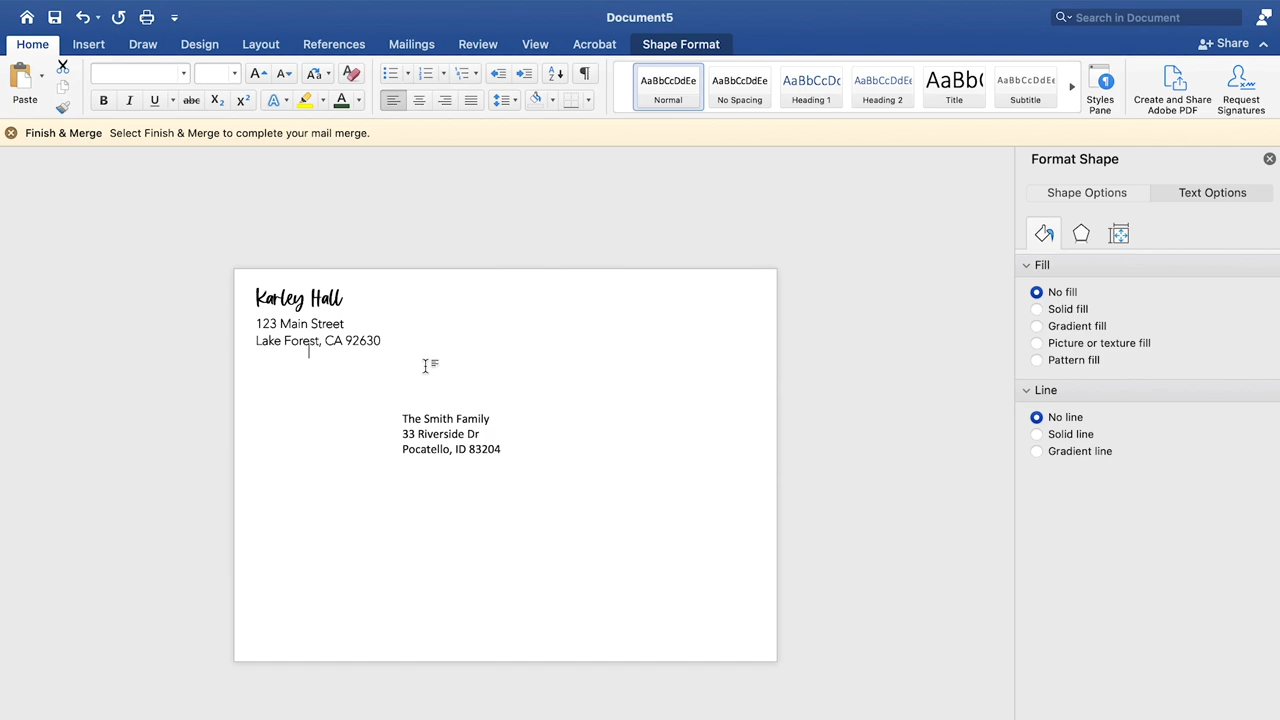 Document5
Search in Document
Home Insert Draw Design Layout References Mailings Review View Acrobat Shape Format Share
Paste
B I U abc X2 X2 A A
AaBbCcDdEe AaBbCcDdEe AaBbCcDc AaBbCcDdEe AaBb( AaBbCcDdEe
Normal No Spacing Heading 1 Heading 2 Title Subtitle
Styles Pane
Create and Share Adobe PDF
Request Signatures
Finish & Merge Select Finish & Merge to complete your mail merge.
Karley Hall
123 Main Street
Lake Forest, CA 92630
The Smith Family
33 Riverside Dr
Pocatello, ID 83204
Format Shape
Shape Options Text Options
Fill
No fill
Solid fill
Gradient fill
Picture or texture fill
Pattern fill
Line
No line
Solid line
Gradient line